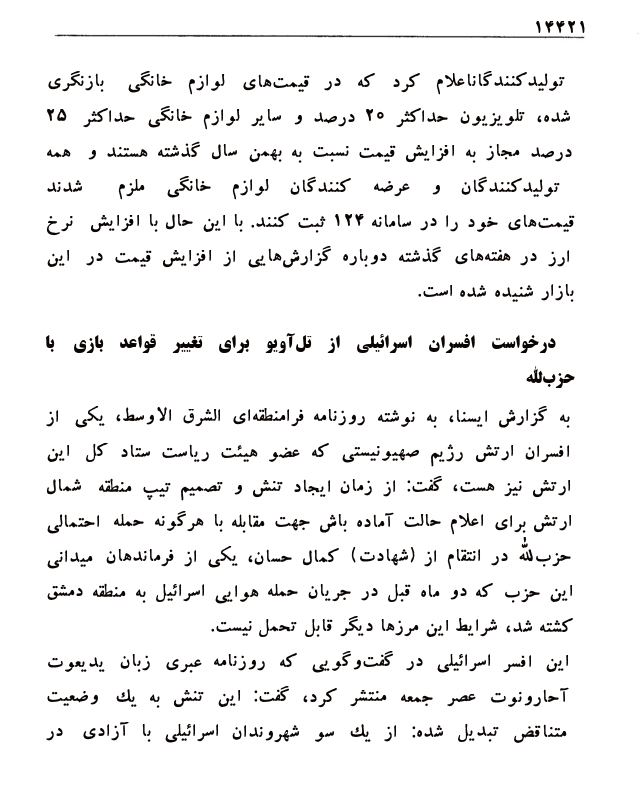 ۱۴۴۲۱
تولیدکنندگاناعلام کرد که در قیمت‌های لوازم خانگی بازنگری
شده، تلویزیون حداکثر ۲۰ درصد و سایر لوازم خانگی حداکثر ۲۵
درصد مجاز به افزایش قیمت نسبت به بهمن سال گذشته هستند و همه
تولیدکنندگان و عرضه کنندگان لوازم خانگی ملزم شدند
قیمت‌های خود را در سامانه ۱۲۴ ثبت کنند. با این حال با افزایش نرخ
ارز در هفته‌های گذشته دوباره گزارش‌هایی از افزایش قیمت در این
بازار شنیده شده است.
درخواست افسران اسرائیلی از تل‌آویو برای تغییر قواعد بازی با
حزب‌الله
به گزارش ایسنا، به نوشته روزنامه فرامنطقه‌ای الشرق الاوسط، یکی از
افسران ارتش رژیم صهیونیستی که عضو هیئت ریاست ستاد کل این
ارتش نیز هست، گفت: از زمان ایجاد تنش و تصمیم تیپ منطقه شمال
ارتش برای اعلام حالت آماده باش جهت مقابله با هرگونه حمله احتمالی
حزب‌الله در انتقام از (شهادت) کمال حسان، یکی از فرماندهان میدانی
این حزب که دو ماه قبل در جریان حمله هوایی اسرائیل به منطقه دمشق
کشته شد، شرایط این مرزها دیگر قابل تحمل نیست.
این افسر اسرائیلی در گفت‌وگویی که روزنامه عبری زبان یدیعوت
آحارونوت عصر جمعه منتشر کرد، گفت: این تنش به یك وضعیت
متناقض تبدیل شده: از یك سو شهروندان اسرائیلی با آزادی در